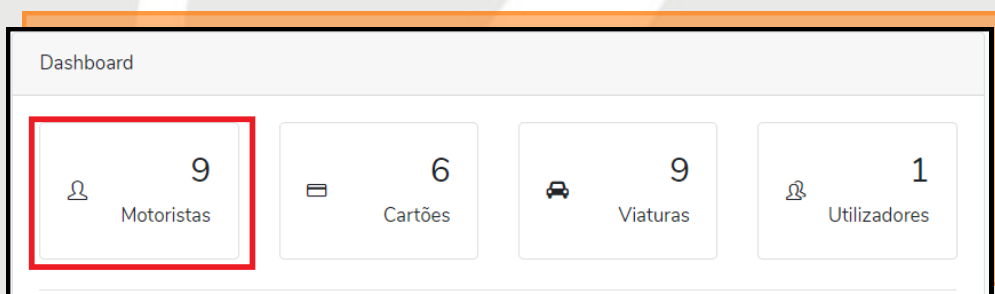 Dashboard
9
Motoristas
6
Cartões
9
Viaturas
1
Utilizadores